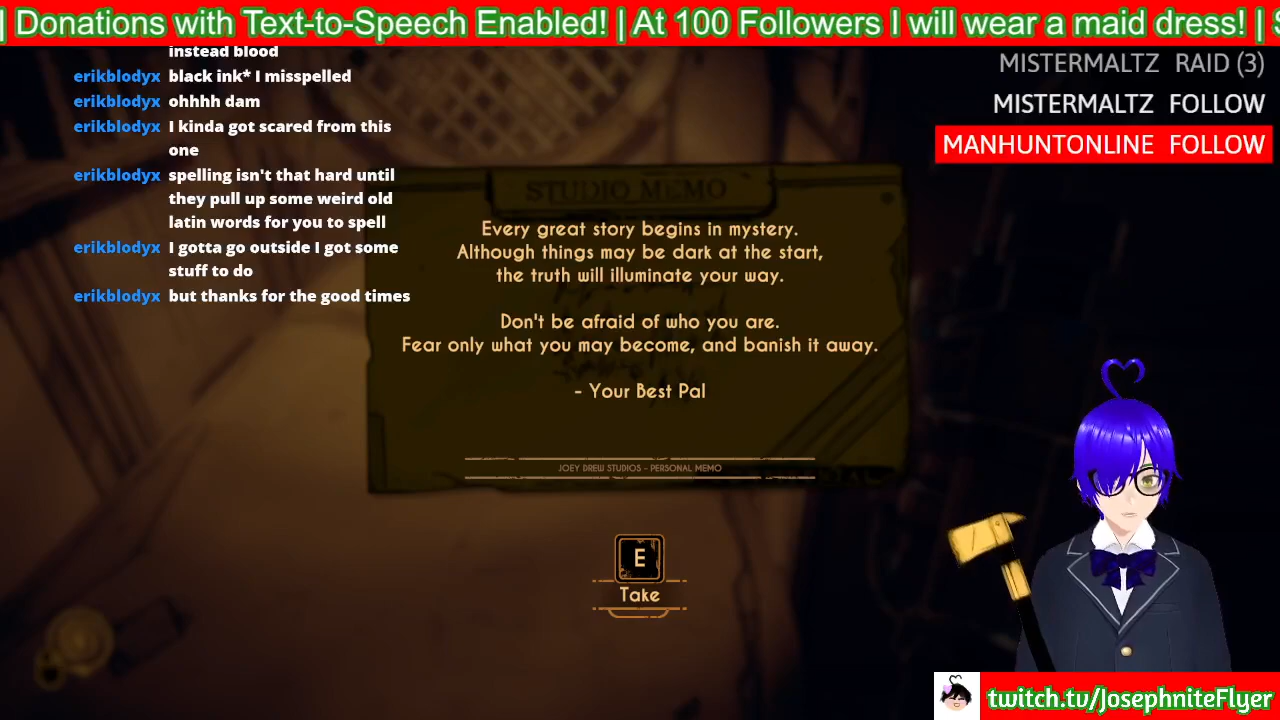 | Donations with Text-to-Speech Enabled! | At 100 Followers I will wear a maid dress! | S
instead blood
erikblodyx black ink* I misspelled
erikblodyx ohhhh dam
erikblodyx I kinda got scared from this
one
erikblodyx spelling isn't that hard until
they pull up some weird old
latin words for you to spell
erikblodyx I gotta go outside I got some
stuff to do
erikblodyx but thanks for the good times
MISTERMALTZ RAID (3)
MISTERMALTZ FOLLOW
MANHUNTONLINE FOLLOW
STUDIO MEMO
Every great story begins in mystery.
Although things may be dark at the start,
the truth will illuminate your way.
Don't be afraid of who you are.
Fear only what you may become, and banish it away.
- Your Best Pal
JOEY DREW STUDIOS - PERSONAL MEMO
E
Take
twitch.tv/JosephniteFlyer